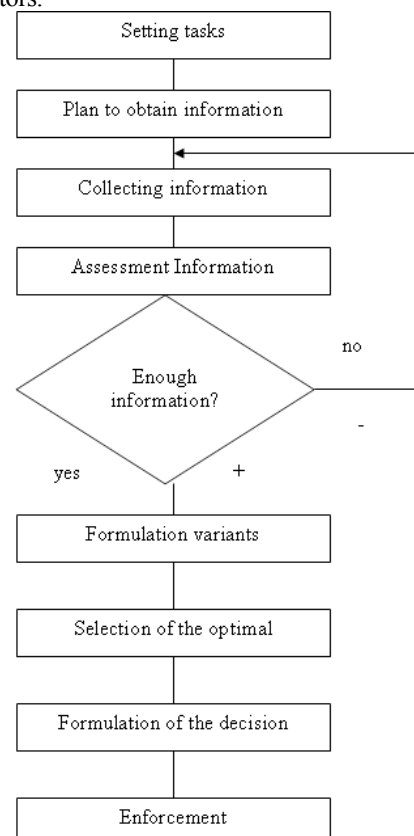 tors.
Setting tasks
Plan to obtain information
Collecting information
Assessment Information
Enough
information?
no
-
yes
+
Formulation variants
Selection of the optimal
Formulation of the decision
Enforcement